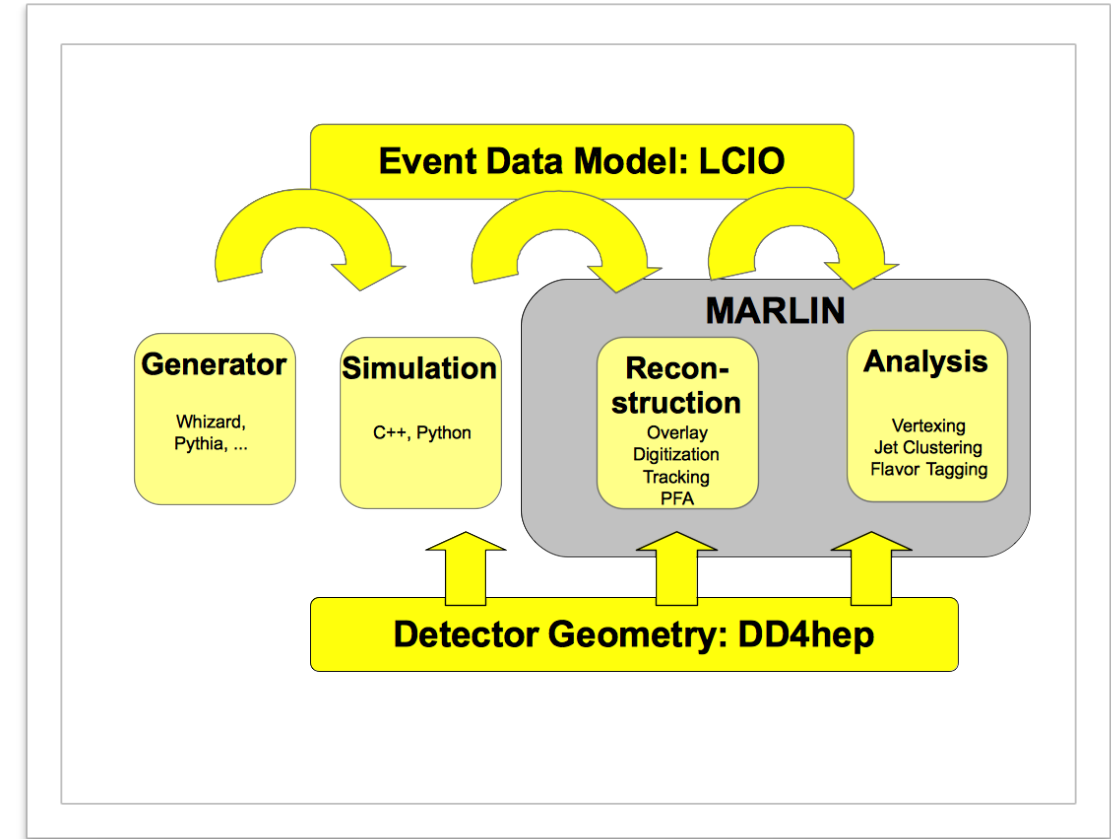 Event Data Model: LCIO
MARLIN
Generator
Whizard,
Pythia, ...
Simulation
C++, Python
Recon-
struction
Overlay
Digitization
Tracking
PFA
Analysis
Vertexing
Jet Clustering
Flavor Tagging
Detector Geometry: DD4hep